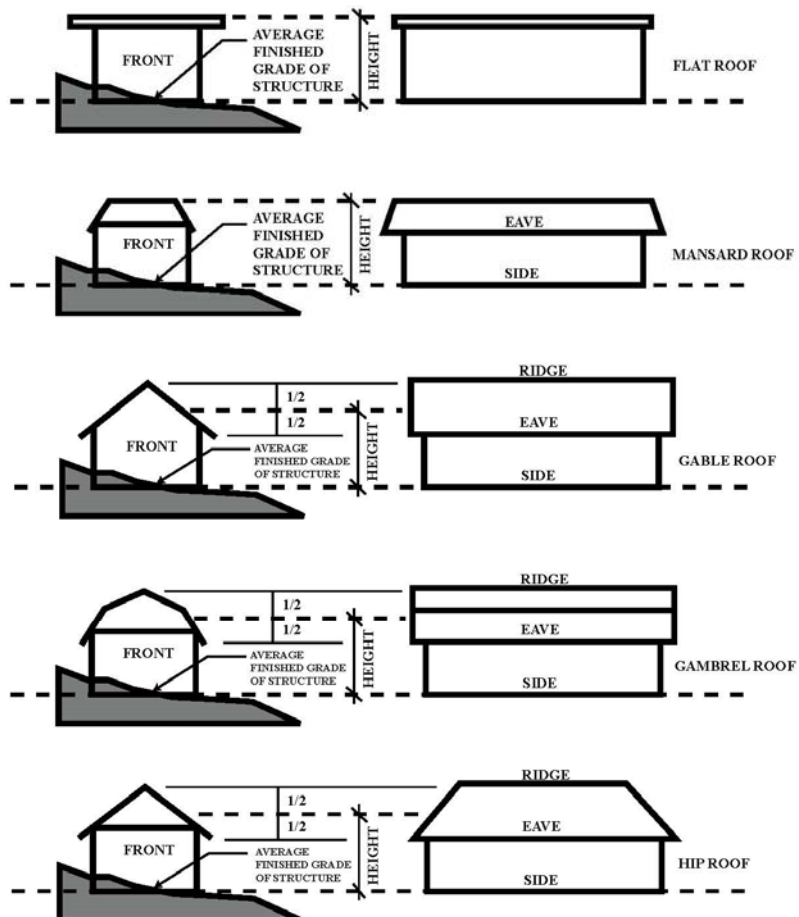 FRONT
AVERAGE
FINISHED
GRADE OF
STRUCTURE
HEIGHT
FLAT ROOF
FRONT
AVERAGE
FINISHED
GRADE OF
STRUCTURE
HEIGHT
EAVE
SIDE
MANSARD ROOF
FRONT
1/2
1/2
AVERAGE
FINISHED GRADE
OF STRUCTURE
HEIGHT
RIDGE
EAVE
SIDE
GABLE ROOF
FRONT
1/2
1/2
AVERAGE
FINISHED GRADE
OF STRUCTURE
HEIGHT
RIDGE
EAVE
SIDE
GAMBREL ROOF
FRONT
1/2
1/2
AVERAGE
FINISHED GRADE
OF STRUCTURE
HEIGHT
RIDGE
EAVE
SIDE
HIP ROOF